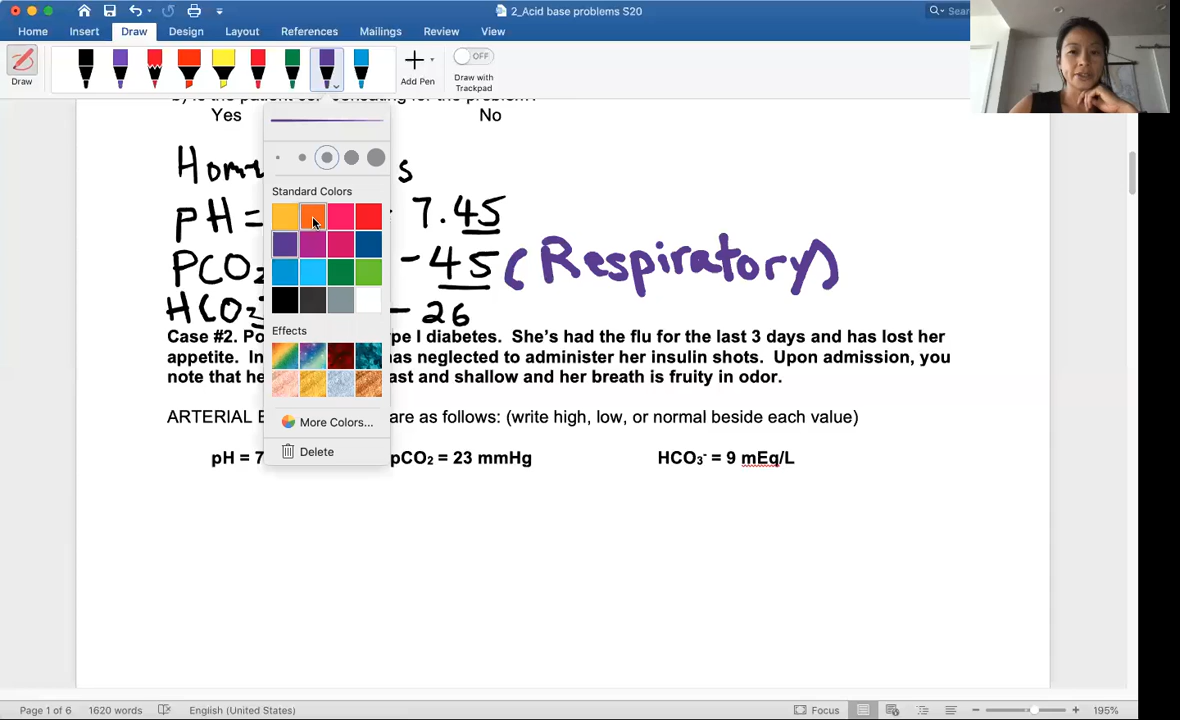 2_Acid base problems S20
Sear
Home Insert Draw Design Layout References Mailings Review View
OFF
Draw Add Pen Draw with Trackpad
Yes No
Standard Colors
pH = 7.45
PCO2 -45 (Respiratory)
HCO3 - 26
Effects
Case #2. ype I diabetes. She's had the flu for the last 3 days and has lost her
appetite. has neglected to administer her insulin shots. Upon admission, you
note that ast and shallow and her breath is fruity in odor.
ARTERIAL are as follows: (write high, low, or normal beside each value)
More Colors...
Delete
pH = 7 pCO₂ = 23 mmHg HCO₃⁻ = 9 mEq/L
Page 1 of 6 1620 words English (United States) Focus 195%